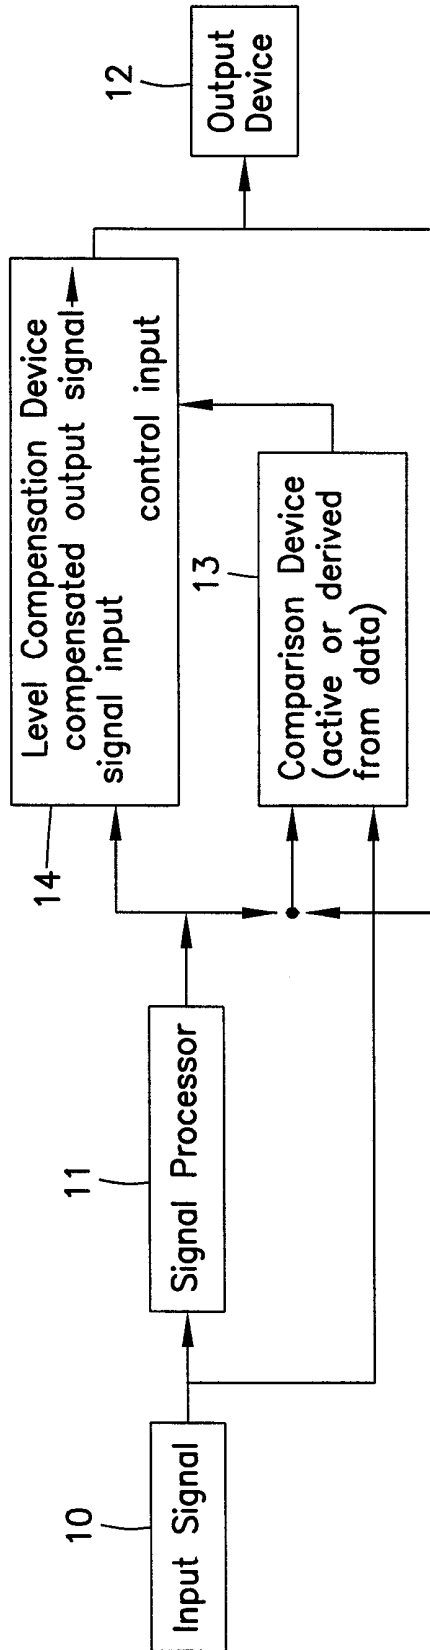 10
Input Signal
11
Signal Processor
14
Level Compensation Device
compensated output signal
signal input
control input
13
Comparison Device
(active or derived
from data)
12
Output
Device